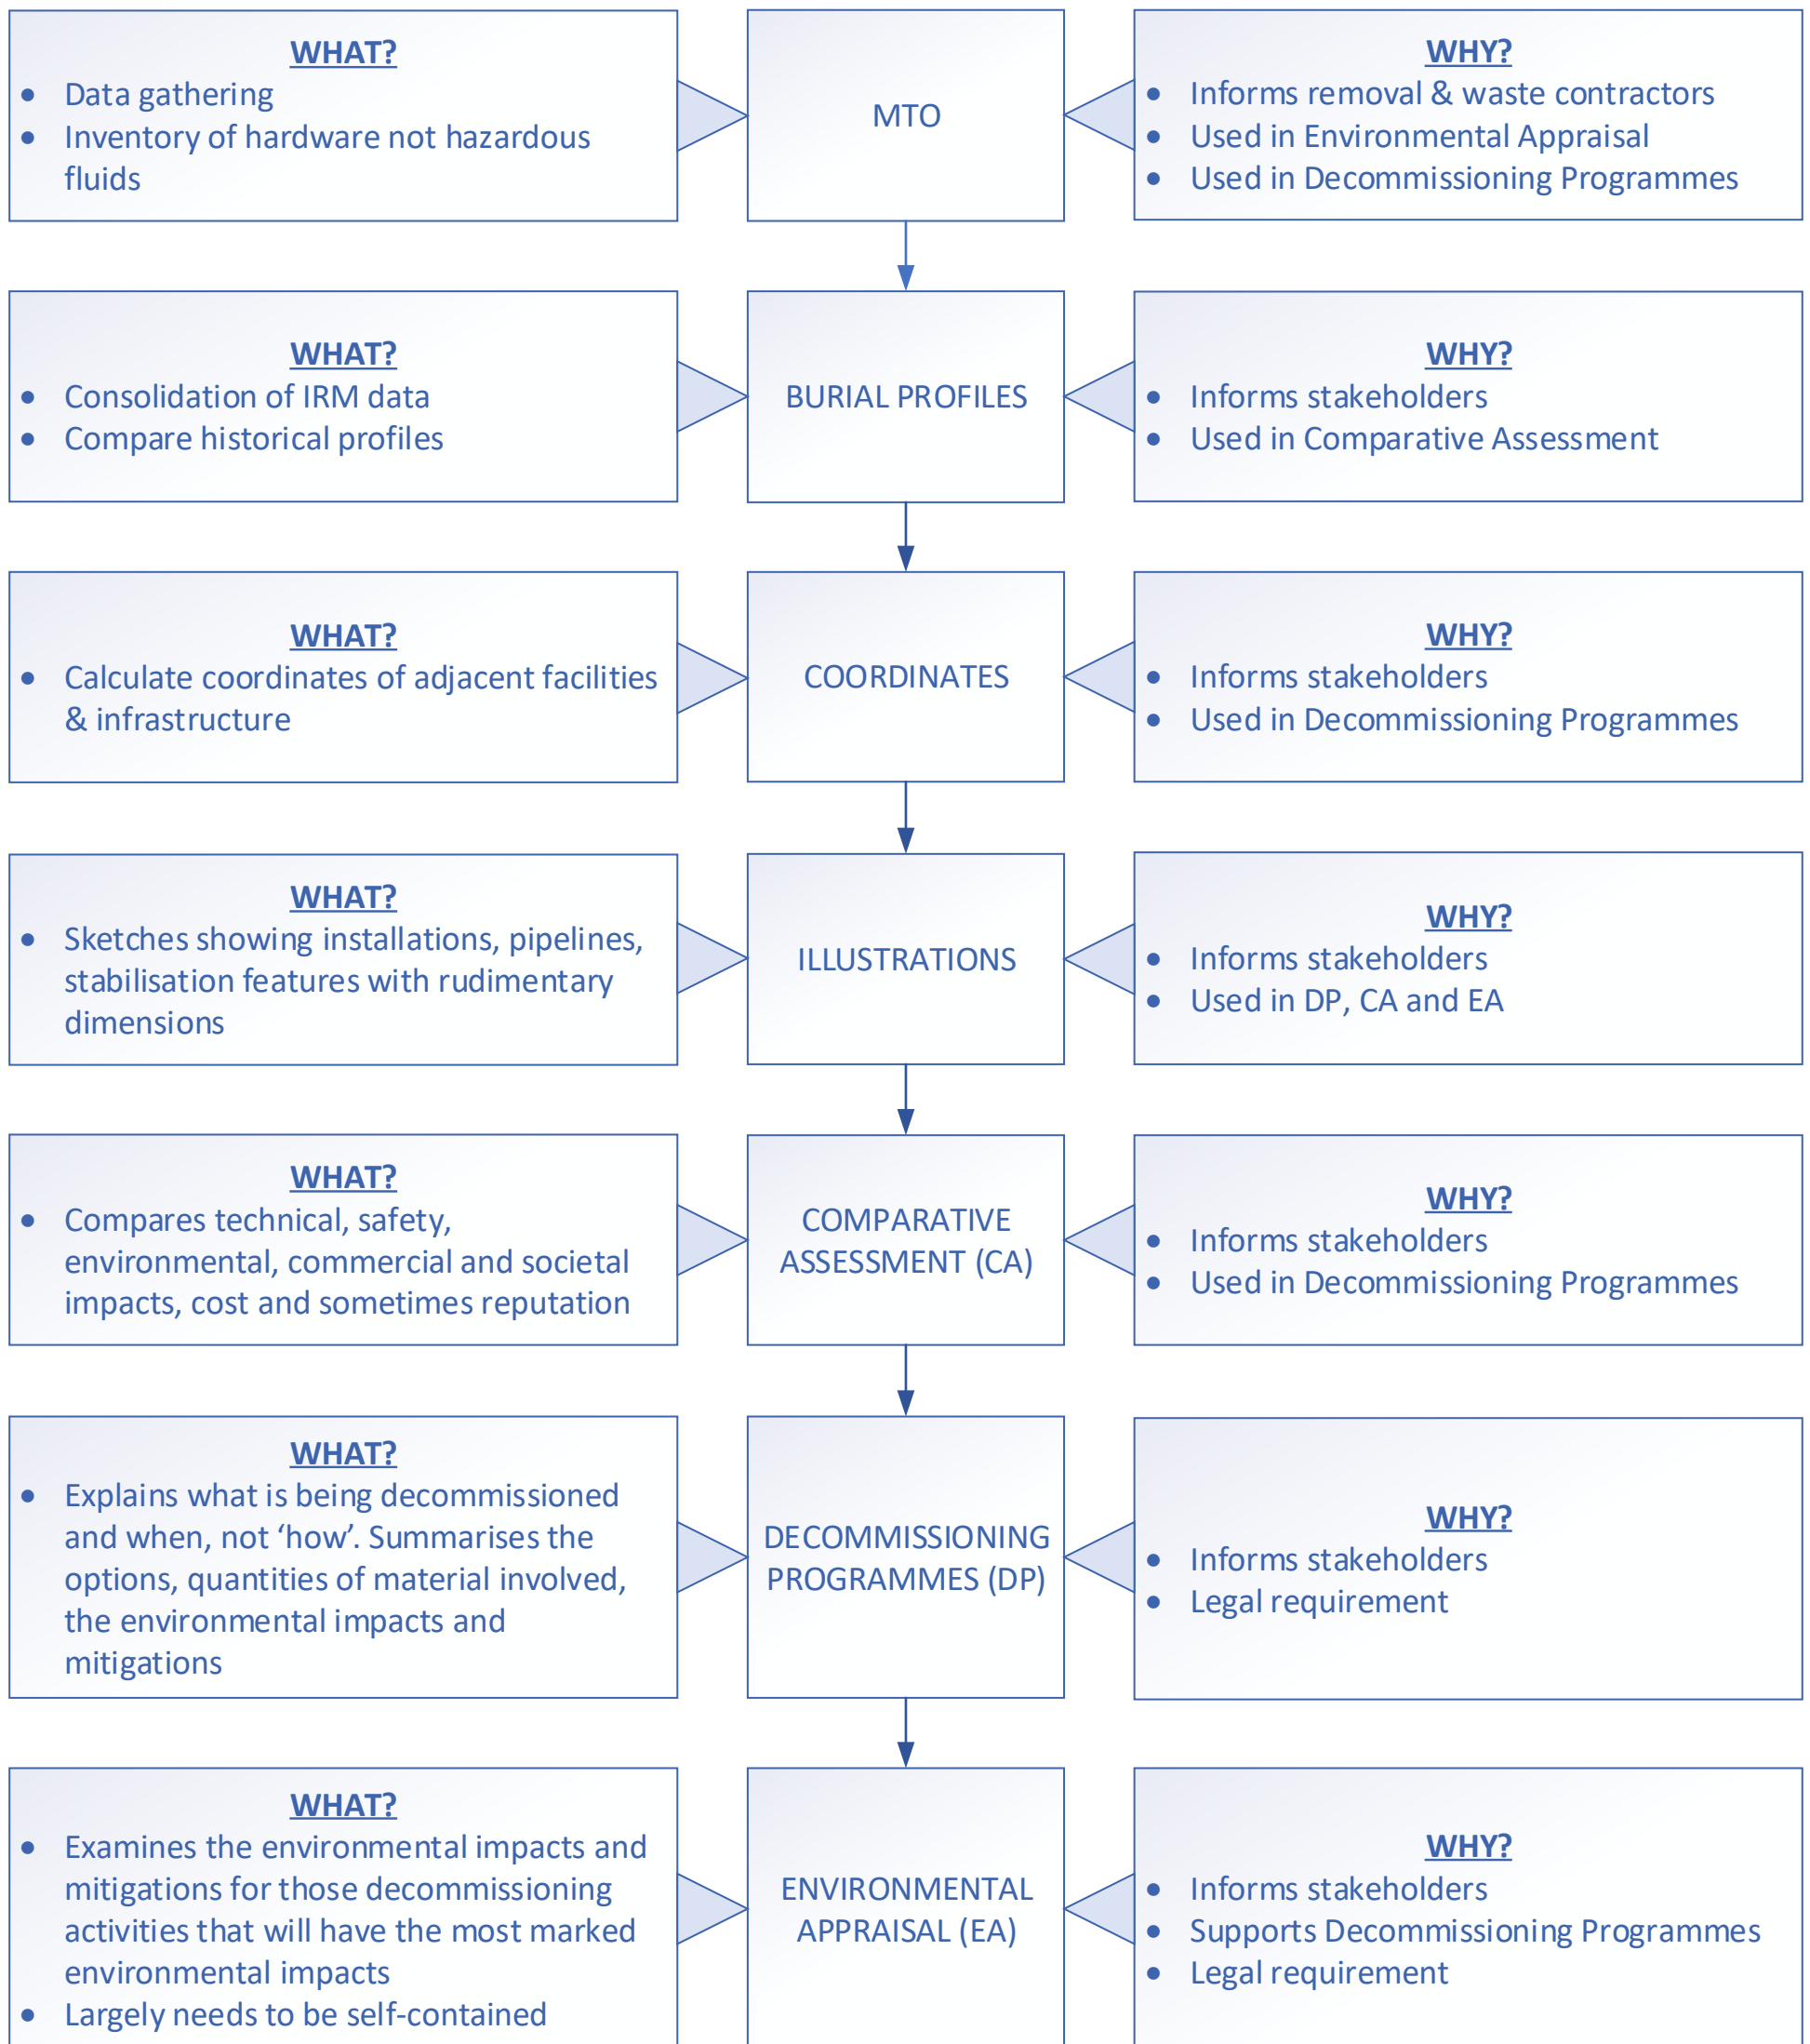 WHAT?
• Data gathering
• Inventory of hardware not hazardous
fluids
MTO
WHY?
• Informs removal & waste contractors
• Used in Environmental Appraisal
• Used in Decommissioning Programmes
WHAT?
• Consolidation of IRM data
• Compare historical profiles
BURIAL PROFILES
WHY?
• Informs stakeholders
• Used in Comparative Assessment
WHAT?
• Calculate coordinates of adjacent facilities
& infrastructure
COORDINATES
WHY?
• Informs stakeholders
• Used in Decommissioning Programmes
WHAT?
• Sketches showing installations, pipelines,
stabilisation features with rudimentary
dimensions
ILLUSTRATIONS
WHY?
• Informs stakeholders
• Used in DP, CA and EA
WHAT?
• Compares technical, safety,
environmental, commercial and societal
impacts, cost and sometimes reputation
COMPARATIVE
ASSESSMENT (CA)
WHY?
• Informs stakeholders
• Used in Decommissioning Programmes
WHAT?
• Explains what is being decommissioned
and when, not ‘how’. Summarises the
options, quantities of material involved,
the environmental impacts and
mitigations
DECOMMISSIONING
PROGRAMMES (DP)
WHY?
• Informs stakeholders
• Legal requirement
WHAT?
• Examines the environmental impacts and
mitigations for those decommissioning
activities that will have the most marked
environmental impacts
• Largely needs to be self-contained
ENVIRONMENTAL
APPRAISAL (EA)
WHY?
• Informs stakeholders
• Supports Decommissioning Programmes
• Legal requirement